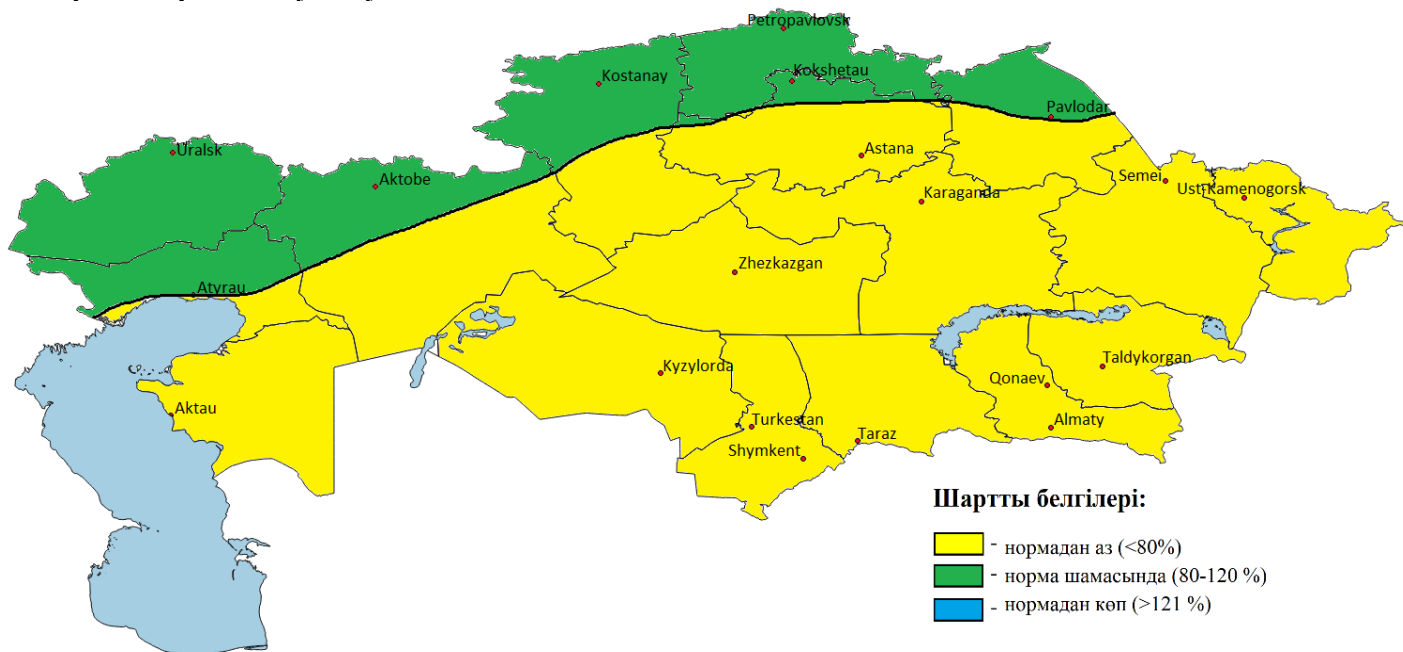 Petropavlovsk
Kokshetau
Kostanay
Pavlodar
Uralsk
Astana
Aktobe
Semei
Ust-Kamenogorsk
Karaganda
Zhezkazgan
Atyrau
Taldykorgan
Kyzylorda
Qonaev
Aktau
Turkestan
Almaty
Taraz
Shymkent
Шартты белгілері:
- нормадан аз (<80%)
- норма шамасында (80-120 %)
- нормадан көп (>121 %)